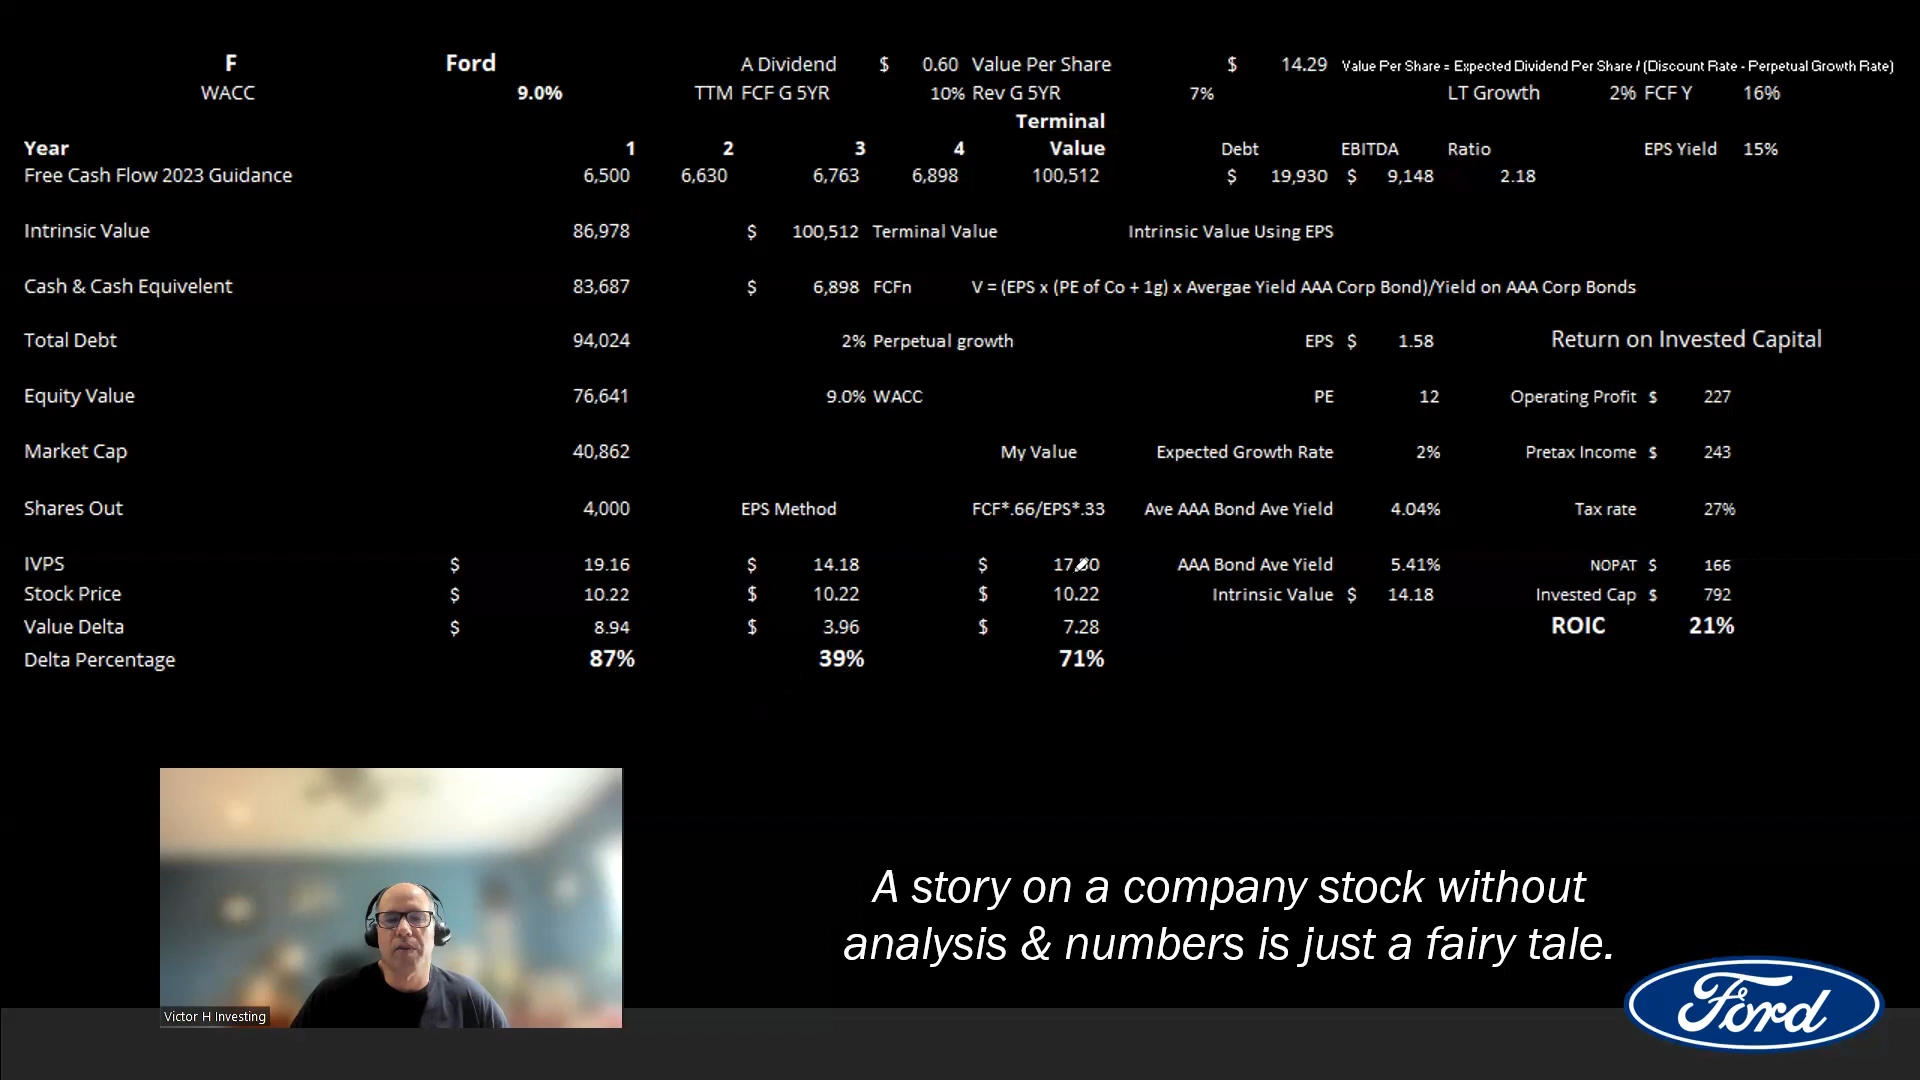 F Ford A Dividend $ 0.60 Value Per Share $ 14.29 Value Per Share = Expected Dividend Per Share / (Discount Rate - Perpetual Growth Rate)
WACC 9.0% TTM FCF G 5YR 10% Rev G 5YR 7% LT Growth 2% FCF Y 16%
Terminal
Year 1 2 3 4 Value Debt EBITDA Ratio EPS Yield 15%
Free Cash Flow 2023 Guidance 6,500 6,630 6,763 6,898 100,512 $ 19,930 $ 9,148 2.18
Intrinsic Value 86,978 $ 100,512 Terminal Value Intrinsic Value Using EPS
Cash & Cash Equivelent 83,687 $ 6,898 FCFn V = (EPS x (PE of Co + 1g) x Avergae Yield AAA Corp Bond)/Yield on AAA Corp Bonds
Total Debt 94,024 2% Perpetual growth EPS $ 1.58 Return on Invested Capital
Equity Value 76,641 9.0% WACC PE 12 Operating Profit $ 227
Market Cap 40,862 My Value Expected Growth Rate 2% Pretax Income $ 243
Shares Out 4,000 EPS Method FCF*.66/EPS*.33 Ave AAA Bond Ave Yield 4.04% Tax rate 27%
IVPS $ 19.16 $ 14.18 $ AAA Bond Ave Yield 5.41% NOPAT $ 166
Stock Price $ 10.22 $ 10.22 $ 10.22 Intrinsic Value $ 14.18 Invested Cap $ 792
Value Delta $ 8.94 $ 3.96 $ 7.28 ROIC 21%
Delta Percentage 87% 39% 71%
A story on a company stock without
analysis & numbers is just a fairy tale.
Victor H Investing
Ford